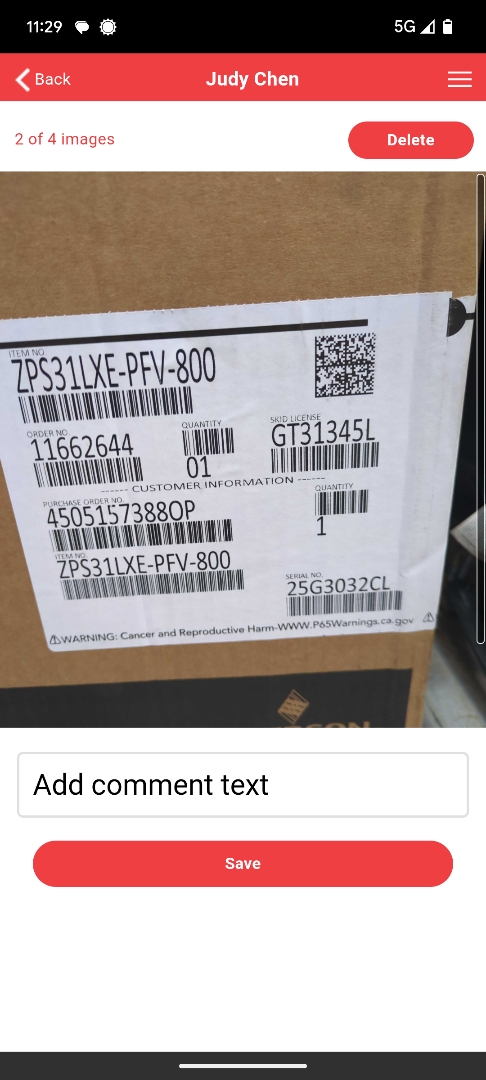 11:29
5G
Back
Judy Chen
2 of 4 images
Delete
ITEM NO.
ZPS31LXE-PFV-800
ORDER NO.
11662644
QUANTITY
01
SKID LICENSE
GT31345L
------ CUSTOMER INFORMATION ------
PURCHASE ORDER NO.
4505157388OP
QUANTITY
1
ITEM NO.
ZPS31LXE-PFV-800
SERIAL NO.
25G3032CL
⚠WARNING: Cancer and Reproductive Harm-WWW.P65Warnings.ca.gov ⚠
Add comment text
Save